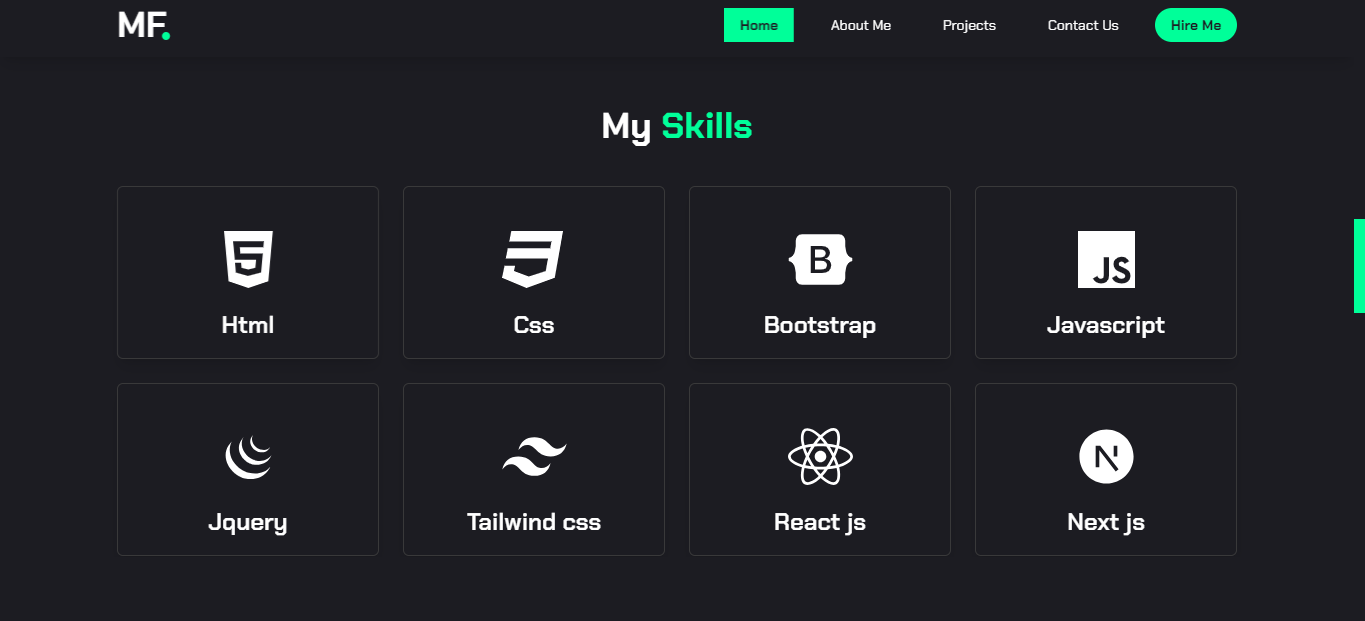 MF.
Home About Me Projects Contact Us Hire Me
My Skills
Html Css Bootstrap JS Javascript
Jquery Tailwind css React js Next js
B
5
N